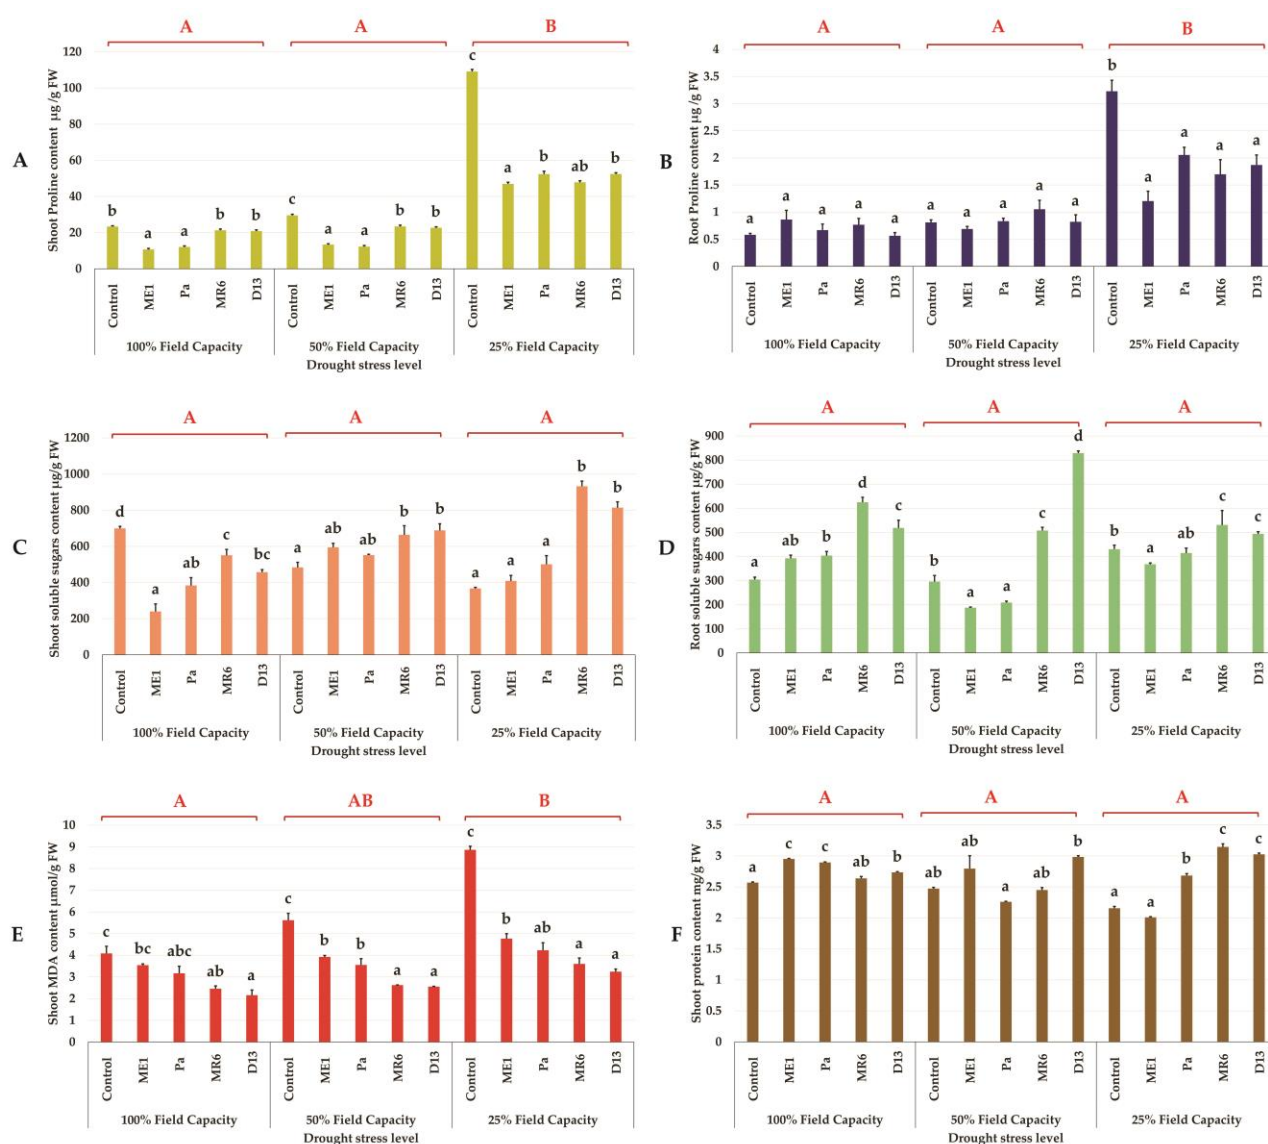 A
A
B
Shoot Proline content µg /g FW
120
100
80
60
40
20
0
b
a
a
b
b
c
a
a
b
b
c
a
b
ab
b
Control
ME1
Pa
MR6
D13
Control
ME1
Pa
MR6
D13
Control
ME1
Pa
MR6
D13
100% Field Capacity
50% Field Capacity
25% Field Capacity
Drought stress level
A
A
A
B
Root Proline content µg /g FW
4
3.5
3
2.5
2
1.5
1
0.5
0
a
a
a
a
a
a
a
a
a
a
b
a
a
a
a
Control
ME1
Pa
MR6
D13
Control
ME1
Pa
MR6
D13
Control
ME1
Pa
MR6
D13
100% Field Capacity
50% Field Capacity
25% Field Capacity
Drought stress level
B
A
A
A
Shoot soluble sugars content µg/g FW
1200
1000
800
600
400
200
0
d
a
ab
c
bc
a
ab
ab
b
b
a
a
a
b
b
Control
ME1
Pa
MR6
D13
Control
ME1
Pa
MR6
D13
Control
ME1
Pa
MR6
D13
100% Field Capacity
50% Field Capacity
25% Field Capacity
Drought stress level
C
A
A
A
Root soluble sugars content µg/g FW
900
800
700
600
500
400
300
200
100
0
a
b
b
d
c
b
a
a
c
d
b
a
ab
c
c
Control
ME1
Pa
MR6
D13
Control
ME1
Pa
MR6
D13
Control
ME1
Pa
MR6
D13
100% Field Capacity
50% Field Capacity
25% Field Capacity
Drought stress level
D
A
AB
B
Shoot MDA content µmol/g FW
10
9
8
7
6
5
4
3
2
1
0
c
bc
abc
ab
a
c
b
b
a
a
c
b
ab
a
a
Control
ME1
Pa
MR6
D13
Control
ME1
Pa
MR6
D13
Control
ME1
Pa
MR6
D13
100% Field Capacity
50% Field Capacity
25% Field Capacity
Drought stress level
E
A
A
A
Shoot protein content mg/g FW
3.5
3
2.5
2
1.5
1
0.5
0
a
c
c
ab
b
ab
ab
a
ab
b
a
a
b
c
c
Control
ME1
Pa
MR6
D13
Control
ME1
Pa
MR6
D13
Control
ME1
Pa
MR6
D13
100% Field Capacity
50% Field Capacity
25% Field Capacity
Drought stress level
F